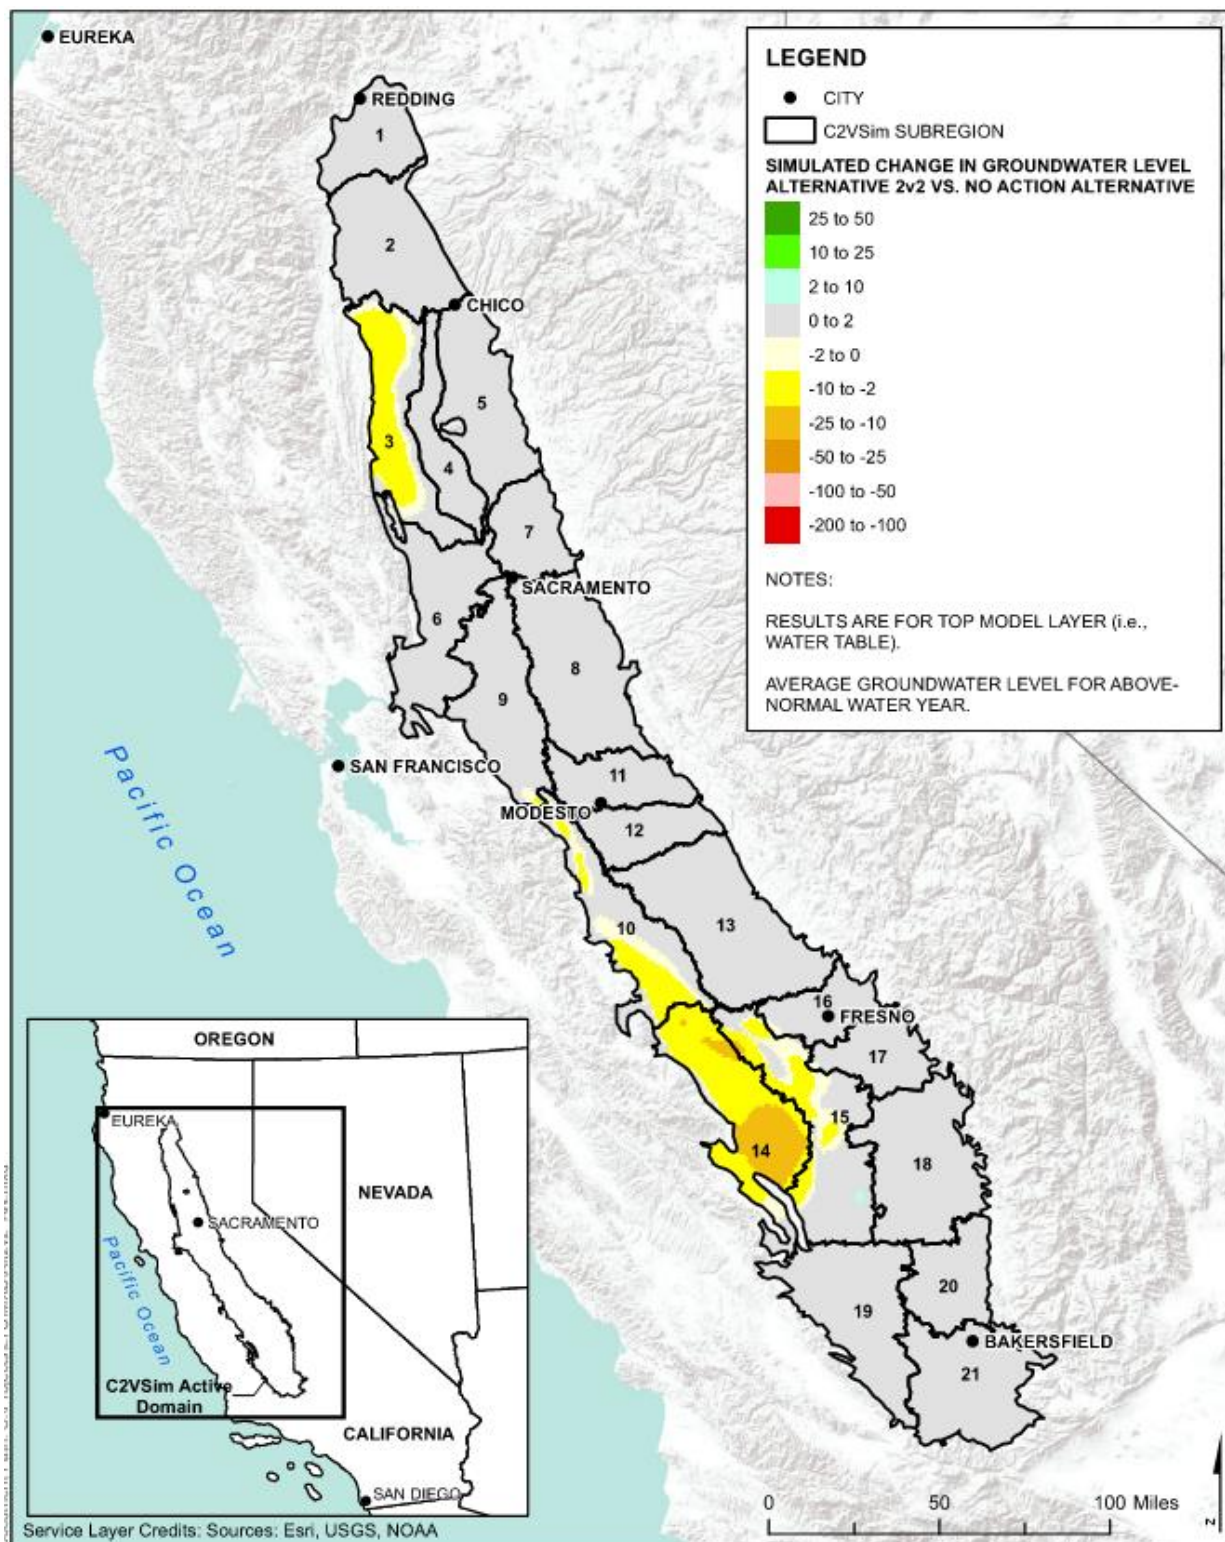 EUREKA
REDDING
1
2
CHICO
3
4
5
7
SACRAMENTO
6
8
9
SAN FRANCISCO
11
MODESTO
12
10
13
16
FRESNO
17
15
14
18
20
19
BAKERSFIELD
21
Pacific Ocean
LEGEND
CITY
C2VSim SUBREGION
SIMULATED CHANGE IN GROUNDWATER LEVEL
ALTERNATIVE 2v2 VS. NO ACTION ALTERNATIVE
25 to 50
10 to 25
2 to 10
0 to 2
-2 to 0
-10 to -2
-25 to -10
-50 to -25
-100 to -50
-200 to -100
NOTES:
RESULTS ARE FOR TOP MODEL LAYER (i.e.,
WATER TABLE).
AVERAGE GROUNDWATER LEVEL FOR ABOVE-
NORMAL WATER YEAR.
OREGON
EUREKA
NEVADA
SACRAMENTO
Pacific Ocean
C2VSim Active
Domain
CALIFORNIA
SAN DIEGO
Service Layer Credits: Sources: Esri, USGS, NOAA
0 50 100 Miles
Z